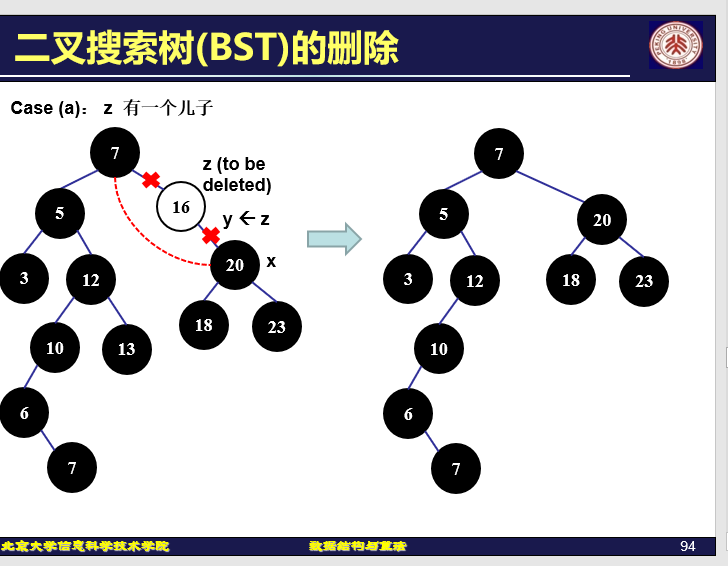 二叉搜索树(BST)的删除
PEKING UNIVERSITY
1898
Case (a): z 有一个儿子
7
z (to be
deleted)
16
5
y ← z
20
x
3
12
18
23
10
13
6
7
7
5
20
3
12
18
23
10
6
7
北京大学信息科学技术学院
数据结构与算法
94